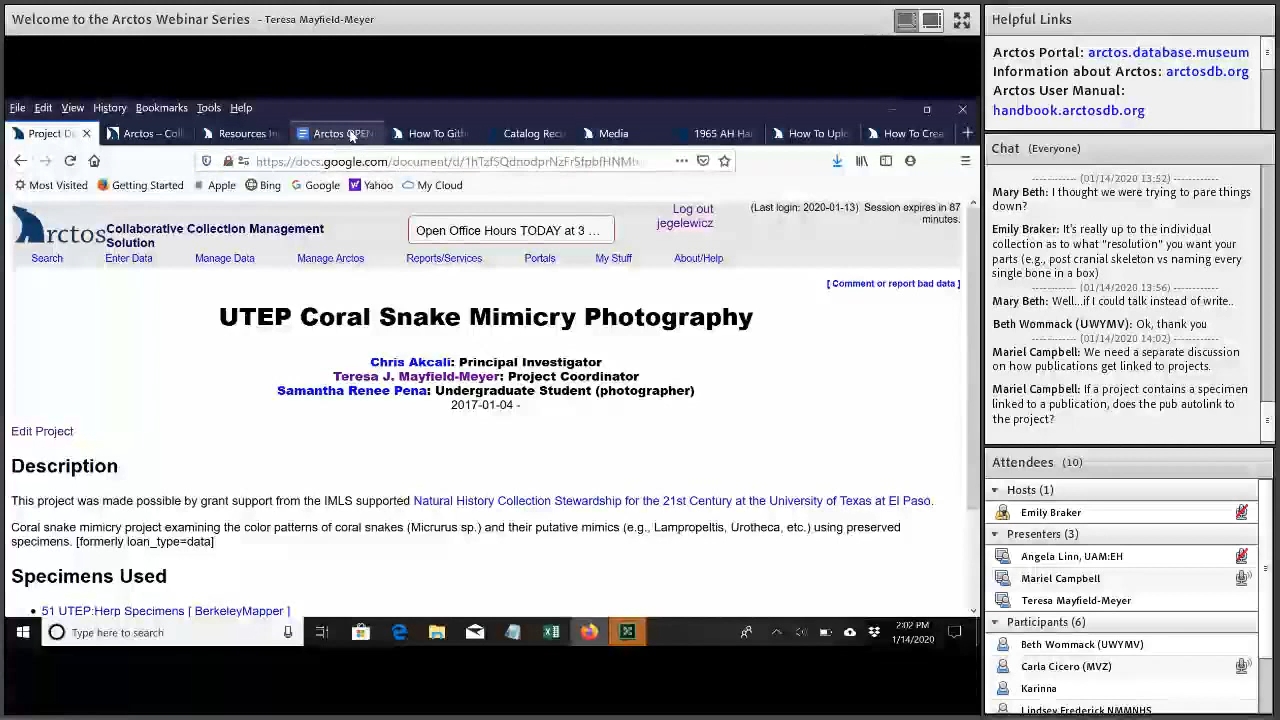 Welcome to the Arctos Webinar Series - Teresa Mayfield-Meyer
File Edit View History Bookmarks Tools Help
Project De
Arctos – Coll
Resources In
Arctos OPEN
How To Gith
Catalog Reco
Media
1965 AH Ha
How To Uplo
How To Crea
Most Visited Getting Started Apple Bing Google Yahoo My Cloud
Arctos
Collaborative Collection Management
Solution
Open Office Hours TODAY at 3 ...
Log out
jegelewicz
(Last login: 2020-01-13) Session expires in 87
minutes.
Search Enter Data Manage Data Manage Arctos Reports/Services Portals My Stuff About/Help
[ Comment or report bad data ]
UTEP Coral Snake Mimicry Photography
Chris Akcali: Principal Investigator
Teresa J. Mayfield-Meyer: Project Coordinator
Samantha Renee Pena: Undergraduate Student (photographer)
2017-01-04 -
Edit Project
Description
This project was made possible by grant support from the IMLS supported Natural History Collection Stewardship for the 21st Century at the University of Texas at El Paso.
Coral snake mimicry project examining the color patterns of coral snakes (Micrurus sp.) and their putative mimics (e.g., Lampropeltis, Urotheca, etc.) using preserved
specimens. [formerly loan_type=data]
Specimens Used
51 UTEP:Herp Specimens [ BerkeleyMapper ]
Type here to search
2:02 PM
1/14/2020
Helpful Links
Arctos Portal: arctos.database.museum
Information about Arctos: arctosdb.org
Arctos User Manual:
handbook.arctosdb.org
Chat (Everyone)
------------ (01/14/2020 13:52) ------------
Mary Beth: I thought we were trying to pare things
down?
Emily Braker: It's really up to the individual
collection as to what "resolution" you want your
parts (e.g., post cranial skeleton vs naming every
single bone in a box)
------------ (01/14/2020 13:56) ------------
Mary Beth: Well...if I could talk instead of write..
Beth Wommack (UWYMV): Ok, thank you
------------ (01/14/2020 14:02) ------------
Mariel Campbell: We need a separate discussion
on how publications get linked to projects.
Mariel Campbell: If a project contains a specimen
linked to a publication, does the pub autolink to
the project?
Attendees (10)
Hosts (1)
Emily Braker
Presenters (3)
Angela Linn, UAM:EH
Mariel Campbell
Teresa Mayfield-Meyer
Participants (6)
Beth Wommack (UWYMV)
Carla Cicero (MVZ)
Karinna
Lindsey Frederick NMMNHS